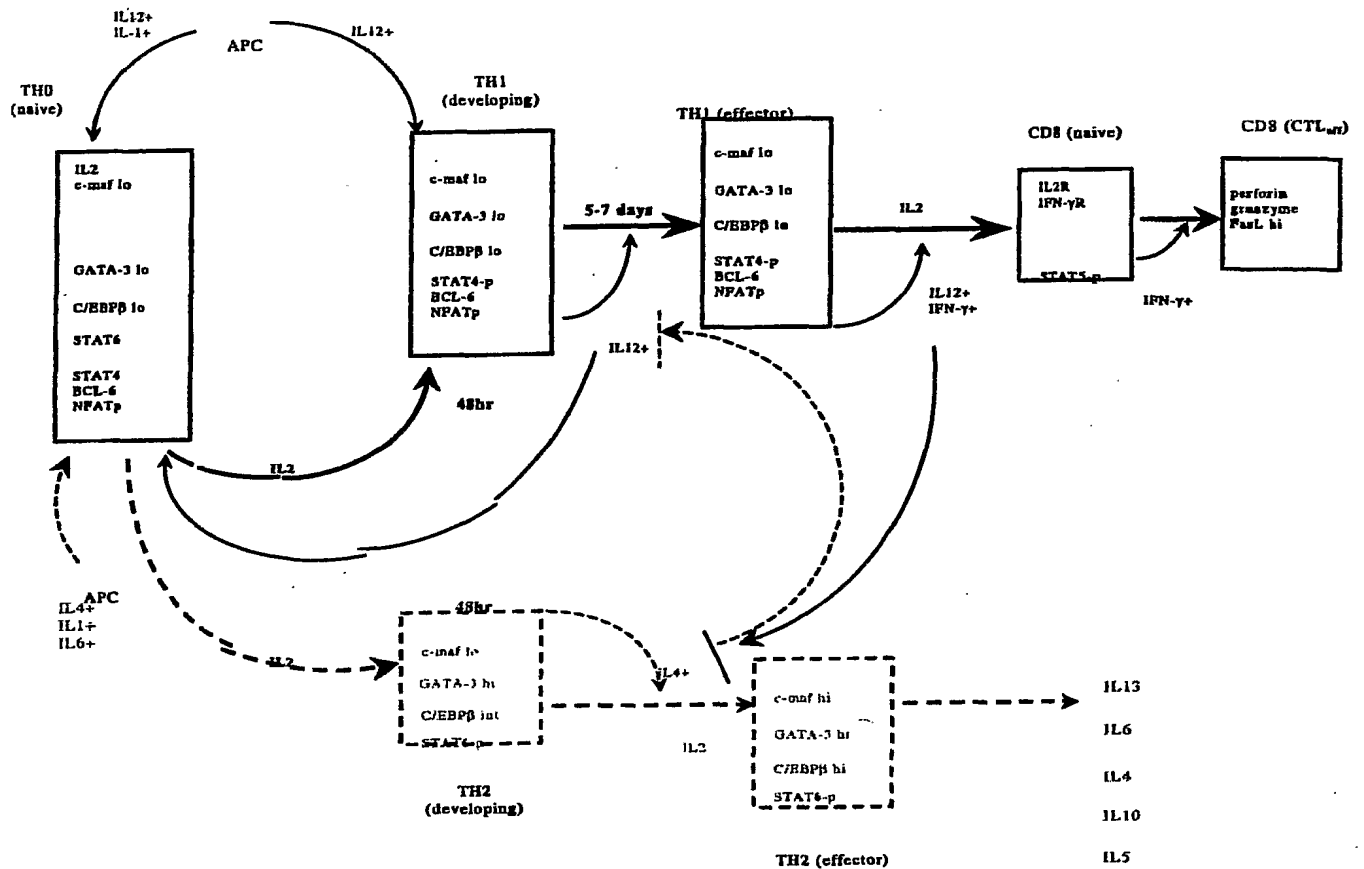 IL12+
IL-1+
APC
IL12+
TH0
(naive)
IL2
c-maf lo
GATA-3 lo
C/EBPβ lo
STAT6
STAT4
BCL-6
NFATp
TH1
(developing)
c-maf lo
GATA-3 lo
C/EBPβ lo
STAT4-p
BCL-6
NFATp
48hr
5-7 days
IL12+
TH1 (effector)
c-maf lo
GATA-3 lo
C/EBPβ lo
STAT4-p
BCL-6
NFATp
IL2
IL12+
IFN-γ+
CD8 (naive)
IL2R
IFN-γR
STAT5-p
IFN-γ+
CD8 (CTLeff)
perforin
granzyme
FasL hi
IL2
APC
IL4+
IL1+
IL6+
IL2
48hr
c-maf lo
GATA-3 hi
C/EBPβ int
STAT6-p
TH2
(developing)
IL4+
IL2
c-maf hi
GATA-3 hi
C/EBPβ hi
STAT6-p
TH2 (effector)
IL13
IL6
IL4
IL10
IL5